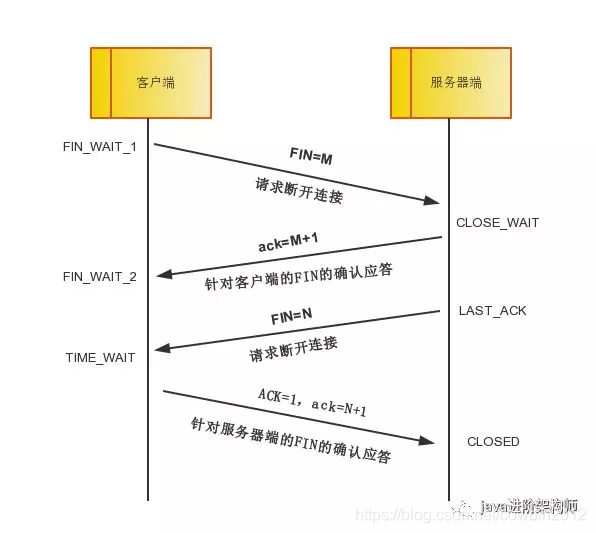 客户端
服务器端
FIN_WAIT_1
FIN=M
请求断开连接
CLOSE_WAIT
ack=M+1
针对客户端的FIN的确认应答
FIN_WAIT_2
LAST_ACK
FIN=N
请求断开连接
TIME_WAIT
ACK=1, ack=N+1
针对服务器端的FIN的确认应答
CLOSED
java进阶架构师
https://blog.csdn.net/cowbin2012